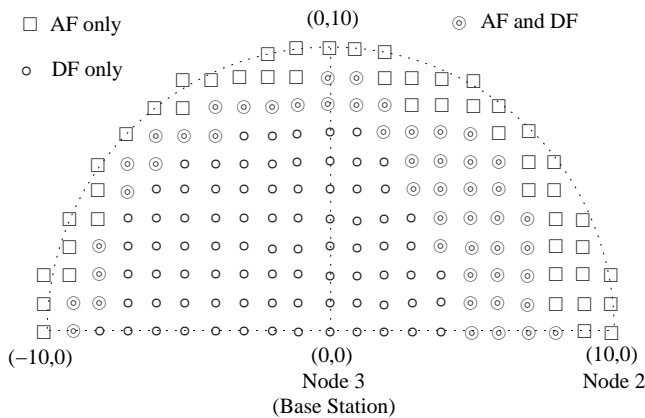 (0,10)
AF only
AF and DF
DF only
(−10,0)
(0,0)
(10,0)
Node 3
Node 2
(Base Station)